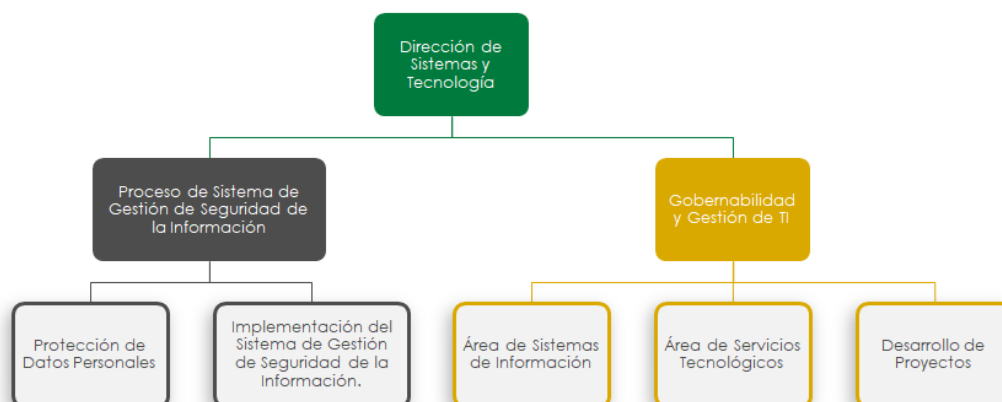 Dirección de
Sistemas y
Tecnología
Proceso de Sistema de
Gestión de Seguridad de
la Información
Gobernabilidad
y Gestión de TI
Protección de
Datos Personales
Implementación del
Sistema de Gestión
de Seguridad de la
Información.
Área de Sistemas
de Información
Área de Servicios
Tecnológicos
Desarrollo de
Proyectos